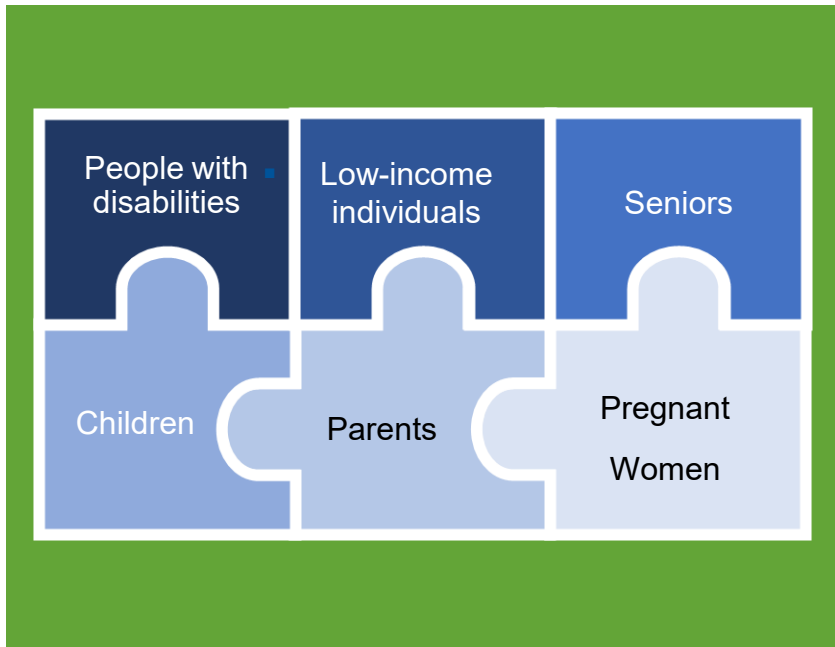 People with
disabilities
Low-income
individuals
Seniors
Children
Parents
Pregnant
Women